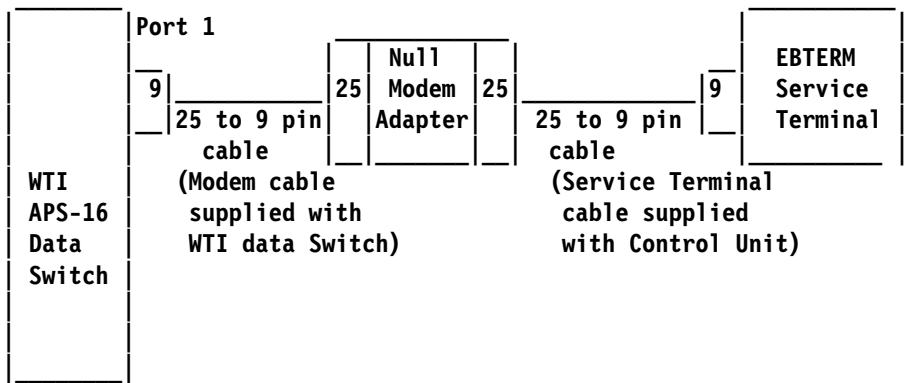 Port 1
Null EBTERM
9 25 Modem 25 9 Service
25 to 9 pin Adapter 25 to 9 pin Terminal
cable cable
WTI (Modem cable (Service Terminal
APS-16 supplied with cable supplied
Data WTI data Switch) with Control Unit)
Switch